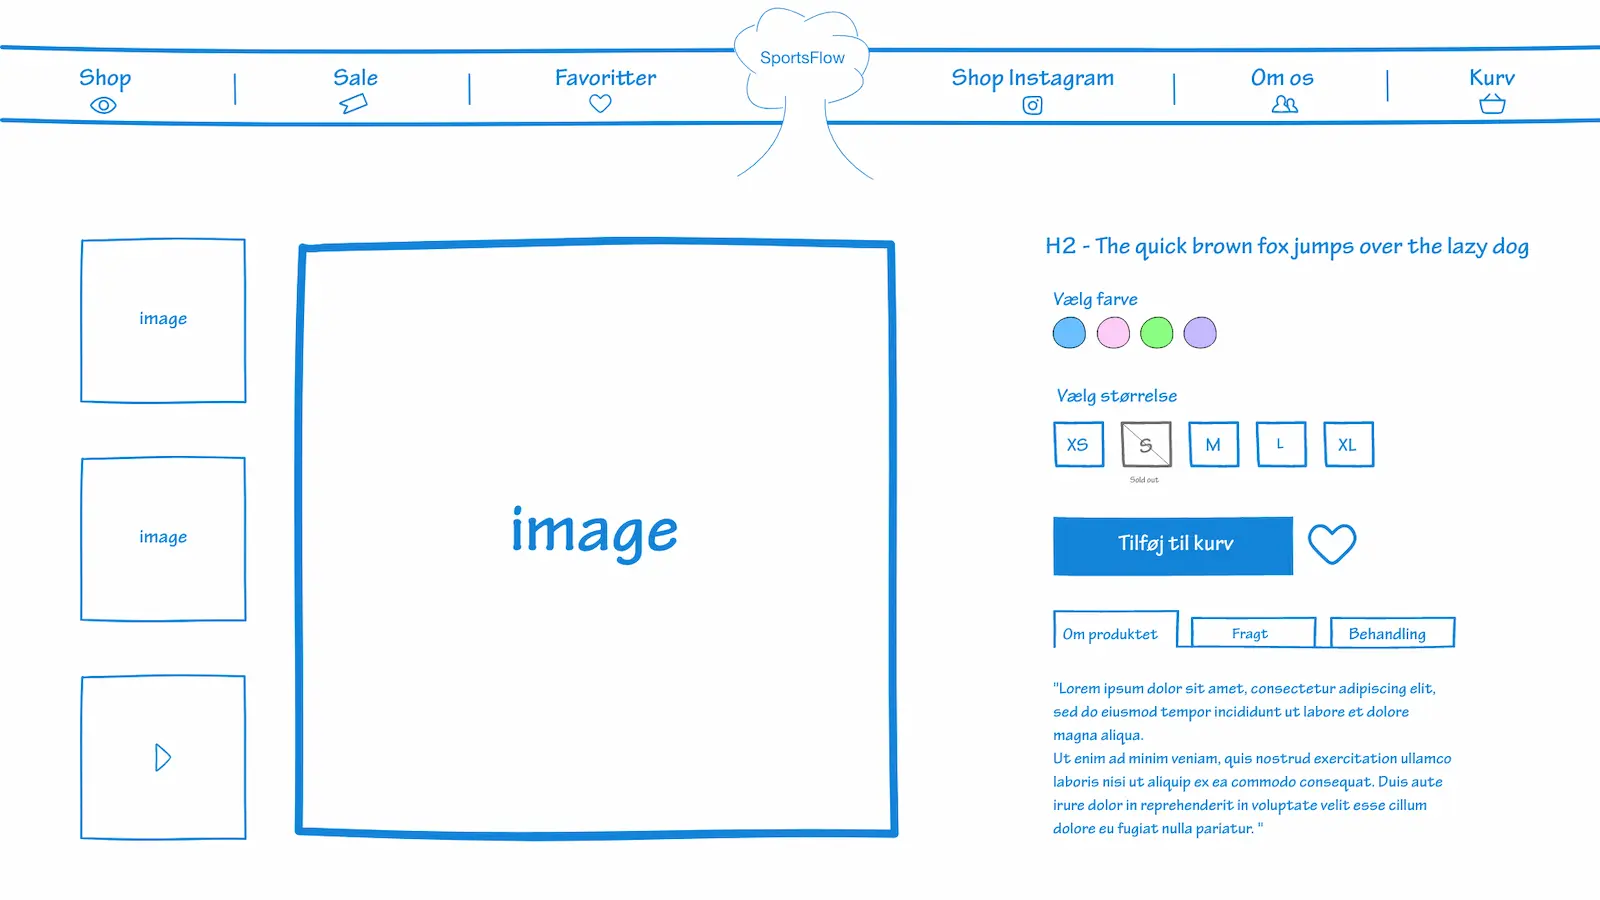 SportsFlow
Shop
Sale
Favoritter
Shop Instagram
Om os
Kurv
image
image
image
H2 - The quick brown fox jumps over the lazy dog
Vælg farve
Vælg størrelse
XS
S
M
L
XL
Sold out
Tilføj til kurv
Om produktet
Fragt
Behandling
"Lorem ipsum dolor sit amet, consectetur adipiscing elit,
sed do eiusmod tempor incididunt ut labore et dolore
magna aliqua.
Ut enim ad minim veniam, quis nostrud exercitation ullamco
laboris nisi ut aliquip ex ea commodo consequat. Duis aute
irure dolor in reprehenderit in voluptate velit esse cillum
dolore eu fugiat nulla pariatur. "